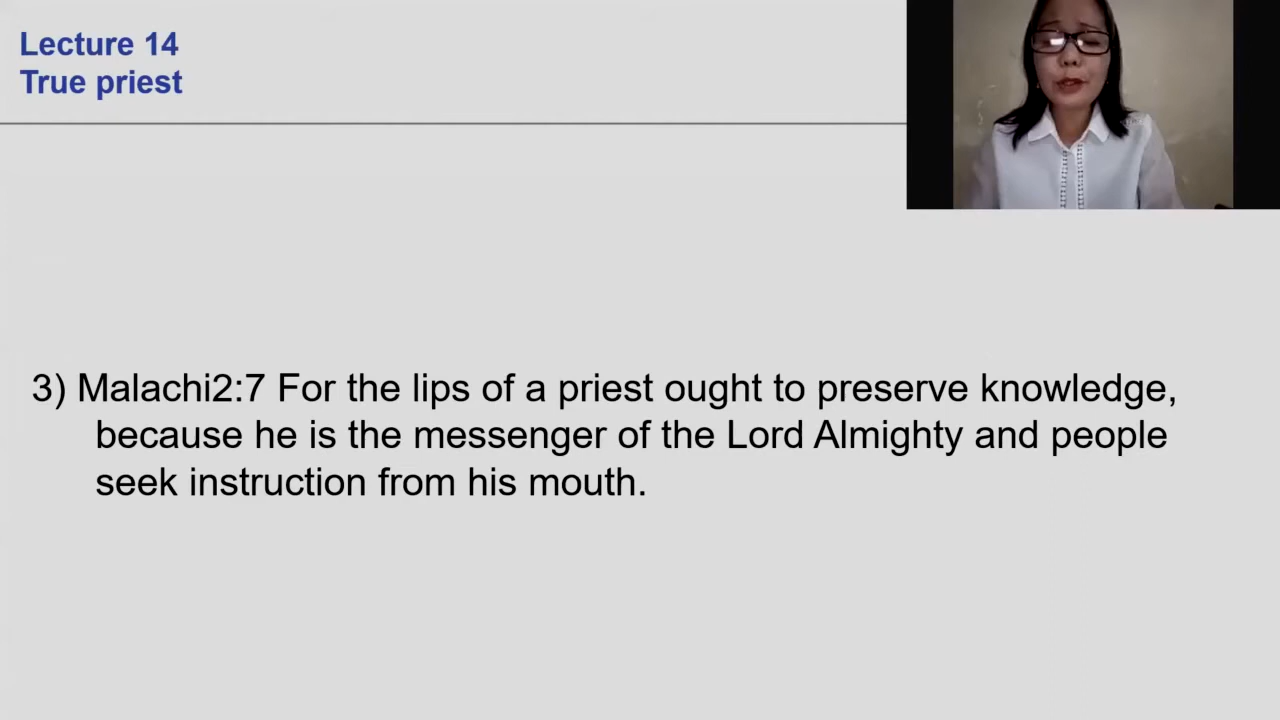 Lecture 14
True priest
3) Malachi2:7 For the lips of a priest ought to preserve knowledge,
because he is the messenger of the Lord Almighty and people
seek instruction from his mouth.